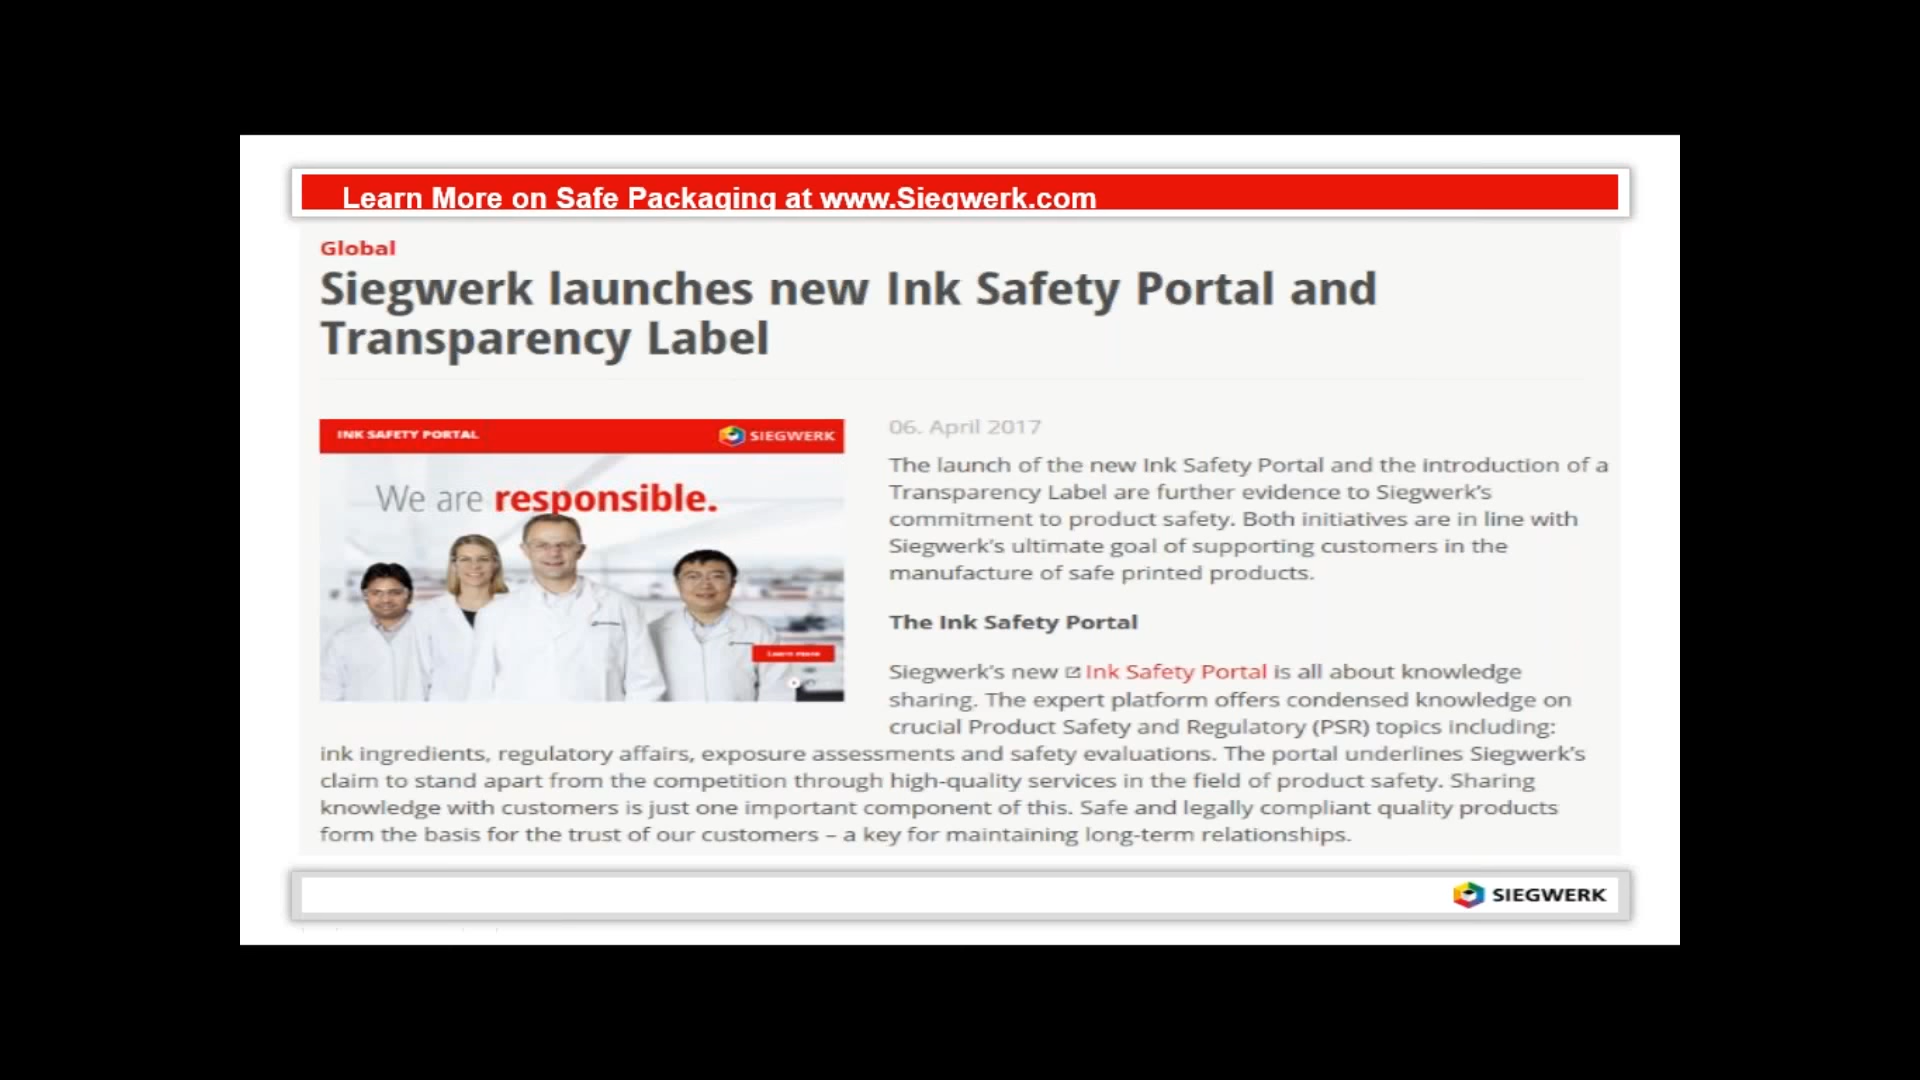 Learn More on Safe Packaging at www.Siegwerk.com
Global
Siegwerk launches new Ink Safety Portal and
Transparency Label
INK SAFETY PORTAL
SIEGWERK
We are responsible.
Learn more
06. April 2017
The launch of the new Ink Safety Portal and the introduction of a
Transparency Label are further evidence to Siegwerk's
commitment to product safety. Both initiatives are in line with
Siegwerk's ultimate goal of supporting customers in the
manufacture of safe printed products.
The Ink Safety Portal
Siegwerk's new Ink Safety Portal is all about knowledge
sharing. The expert platform offers condensed knowledge on
crucial Product Safety and Regulatory (PSR) topics including:
ink ingredients, regulatory affairs, exposure assessments and safety evaluations. The portal underlines Siegwerk's
claim to stand apart from the competition through high-quality services in the field of product safety. Sharing
knowledge with customers is just one important component of this. Safe and legally compliant quality products
form the basis for the trust of our customers – a key for maintaining long-term relationships.
SIEGWERK